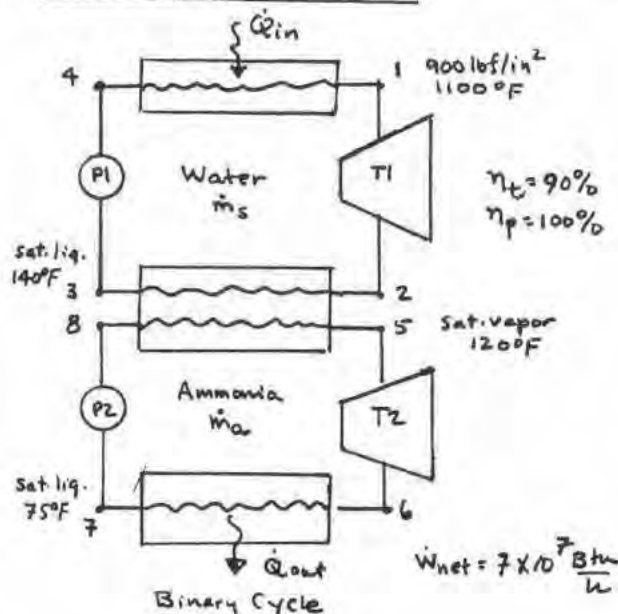 Q̇in
4
1
900 lbf/in²
1100°F
P1
Water
ṁs
T1
ηt = 90%
ηp = 100%
sat. liq.
140°F
3
2
8
5
sat. vapor
120°F
P2
Ammonia
ṁa
T2
sat. liq.
75°F
7
6
Q̇out
Ẇnet = 7 X 10⁷ Btu/h
Binary Cycle